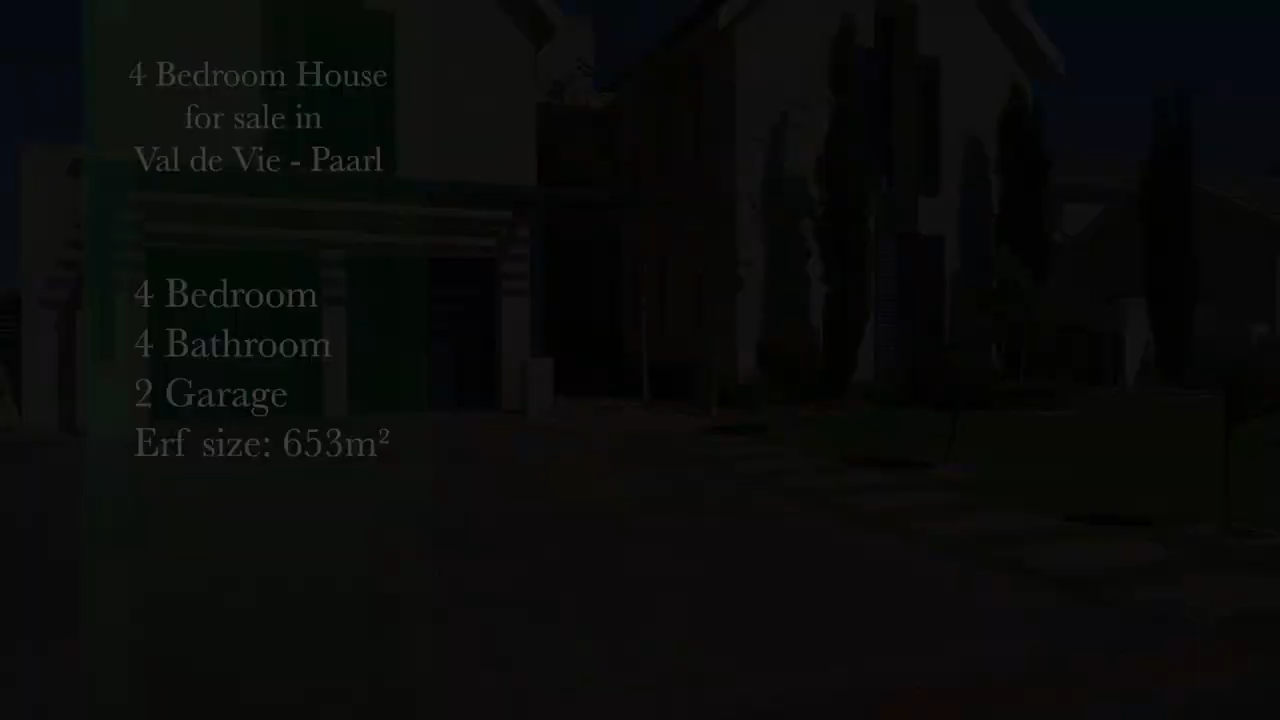 4 Bedroom House
for sale in
Val de Vie - Paarl
4 Bedroom
4 Bathroom
2 Garage
Erf size: 653m²